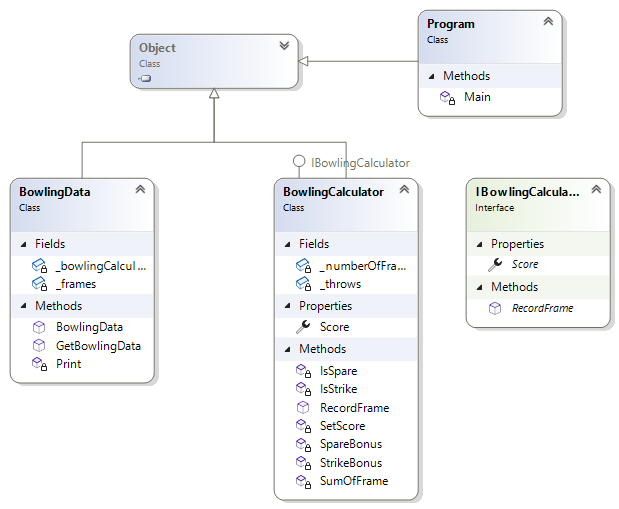 Object
Class
Program
Class
Methods
Main
IBowlingCalculator
BowlingData
Class
Fields
_bowlingCalcul...
_frames
Methods
BowlingData
GetBowlingData
Print
BowlingCalculator
Class
Fields
_numberOfFra...
_throws
Properties
Score
Methods
IsSpare
IsStrike
RecordFrame
SetScore
SpareBonus
StrikeBonus
SumOfFrame
IBowlingCalcula...
Interface
Properties
Score
Methods
RecordFrame